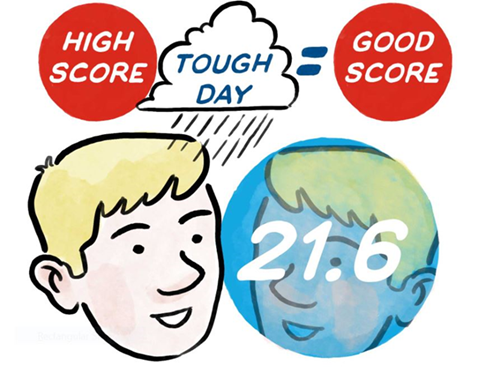 HIGH
SCORE
TOUGH
DAY
=
GOOD
SCORE
21.6